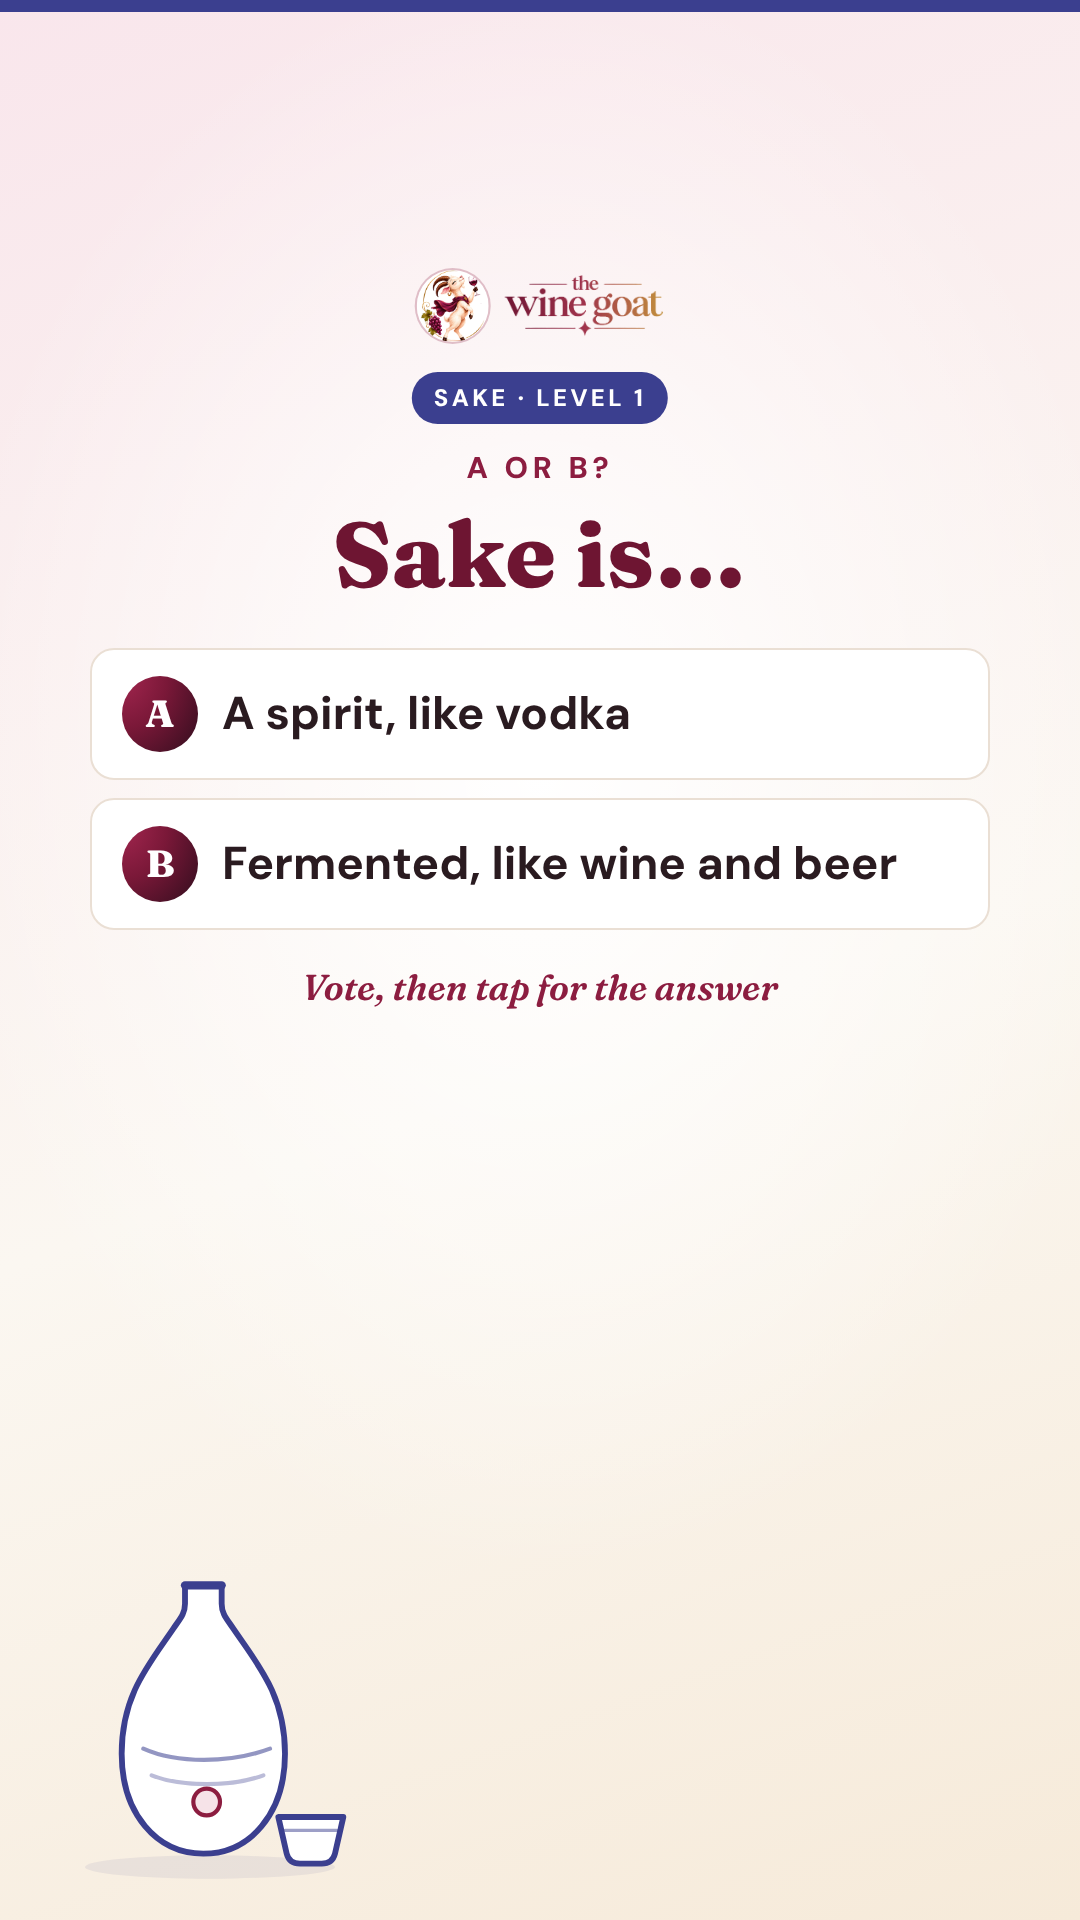 the
wine goat
SAKE · LEVEL 1
A OR B?
Sake is...
A A spirit, like vodka
B Fermented, like wine and beer
Vote, then tap for the answer